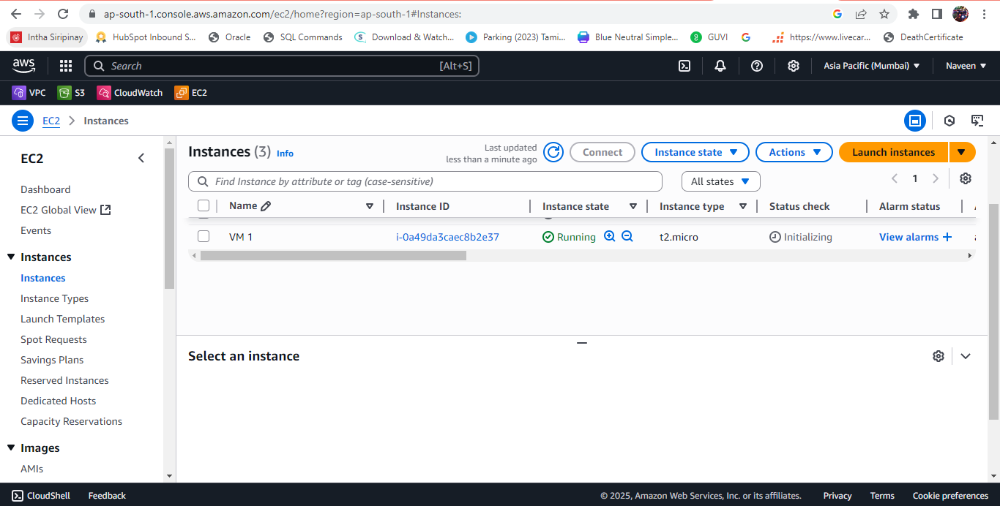 ap-south-1.console.aws.amazon.com/ec2/home?region=ap-south-1#Instances:
Intha Siripinay
HubSpot Inbound S...
Oracle
SQL Commands
Download & Watch...
Parking (2023) Tami...
Blue Neutral Simple...
GUVI
https://www.livecar...
DeathCertificate
aws
Search
[Alt+S]
Asia Pacific (Mumbai)
Naveen
VPC
S3
CloudWatch
EC2
EC2
Instances
EC2
Dashboard
EC2 Global View
Events
Instances
Instances
Instance Types
Launch Templates
Spot Requests
Savings Plans
Reserved Instances
Dedicated Hosts
Capacity Reservations
Images
AMIs
Instances (3) Info
Last updated
less than a minute ago
Connect
Instance state
Actions
Launch instances
Find Instance by attribute or tag (case-sensitive)
All states
1
Name
Instance ID
Instance state
Instance type
Status check
Alarm status
VM 1
i-0a49da3caec8b2e37
Running
t2.micro
Initializing
View alarms
Select an instance
CloudShell
Feedback
© 2025, Amazon Web Services, Inc. or its affiliates.
Privacy
Terms
Cookie preferences